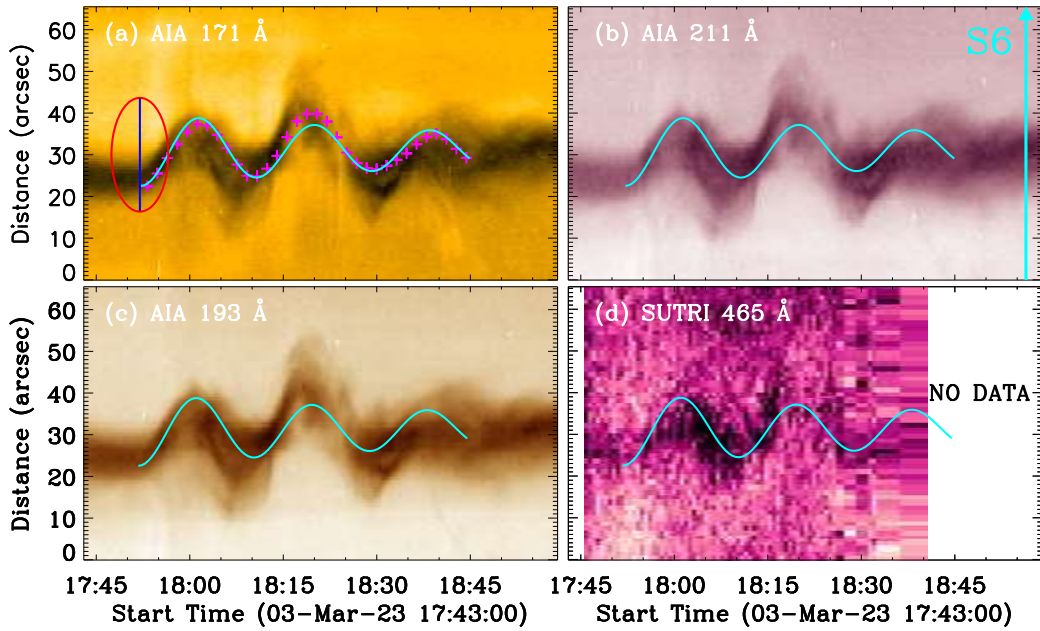 (a) AIA 171 Å
(b) AIA 211 Å
S6
Distance (arcsec)
60
50
40
30
20
10
0
(c) AIA 193 Å
(d) SUTRI 465 Å
NO DATA
Distance (arcsec)
60
50
40
30
20
10
0
17:45 18:00 18:15 18:30 18:45
17:45 18:00 18:15 18:30 18:45
Start Time (03-Mar-23 17:43:00)
Start Time (03-Mar-23 17:43:00)